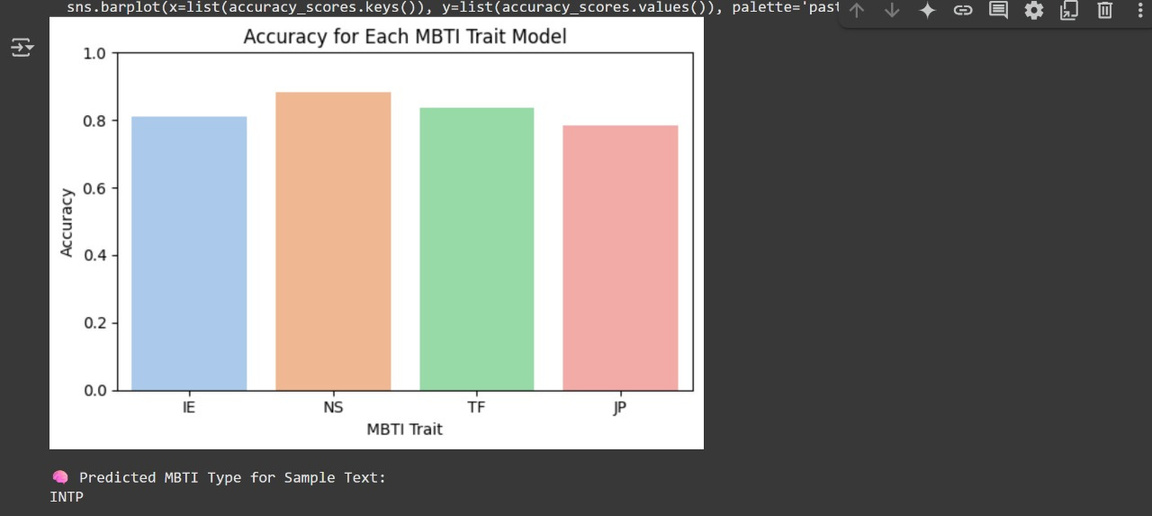 sns.barplot(x=list(accuracy_scores.keys()), y=list(accuracy_scores.values()), palette='past
Accuracy for Each MBTI Trait Model
1.0
0.8
0.6
0.4
0.2
0.0
Accuracy
IE NS TF JP
MBTI Trait
Predicted MBTI Type for Sample Text:
INTP